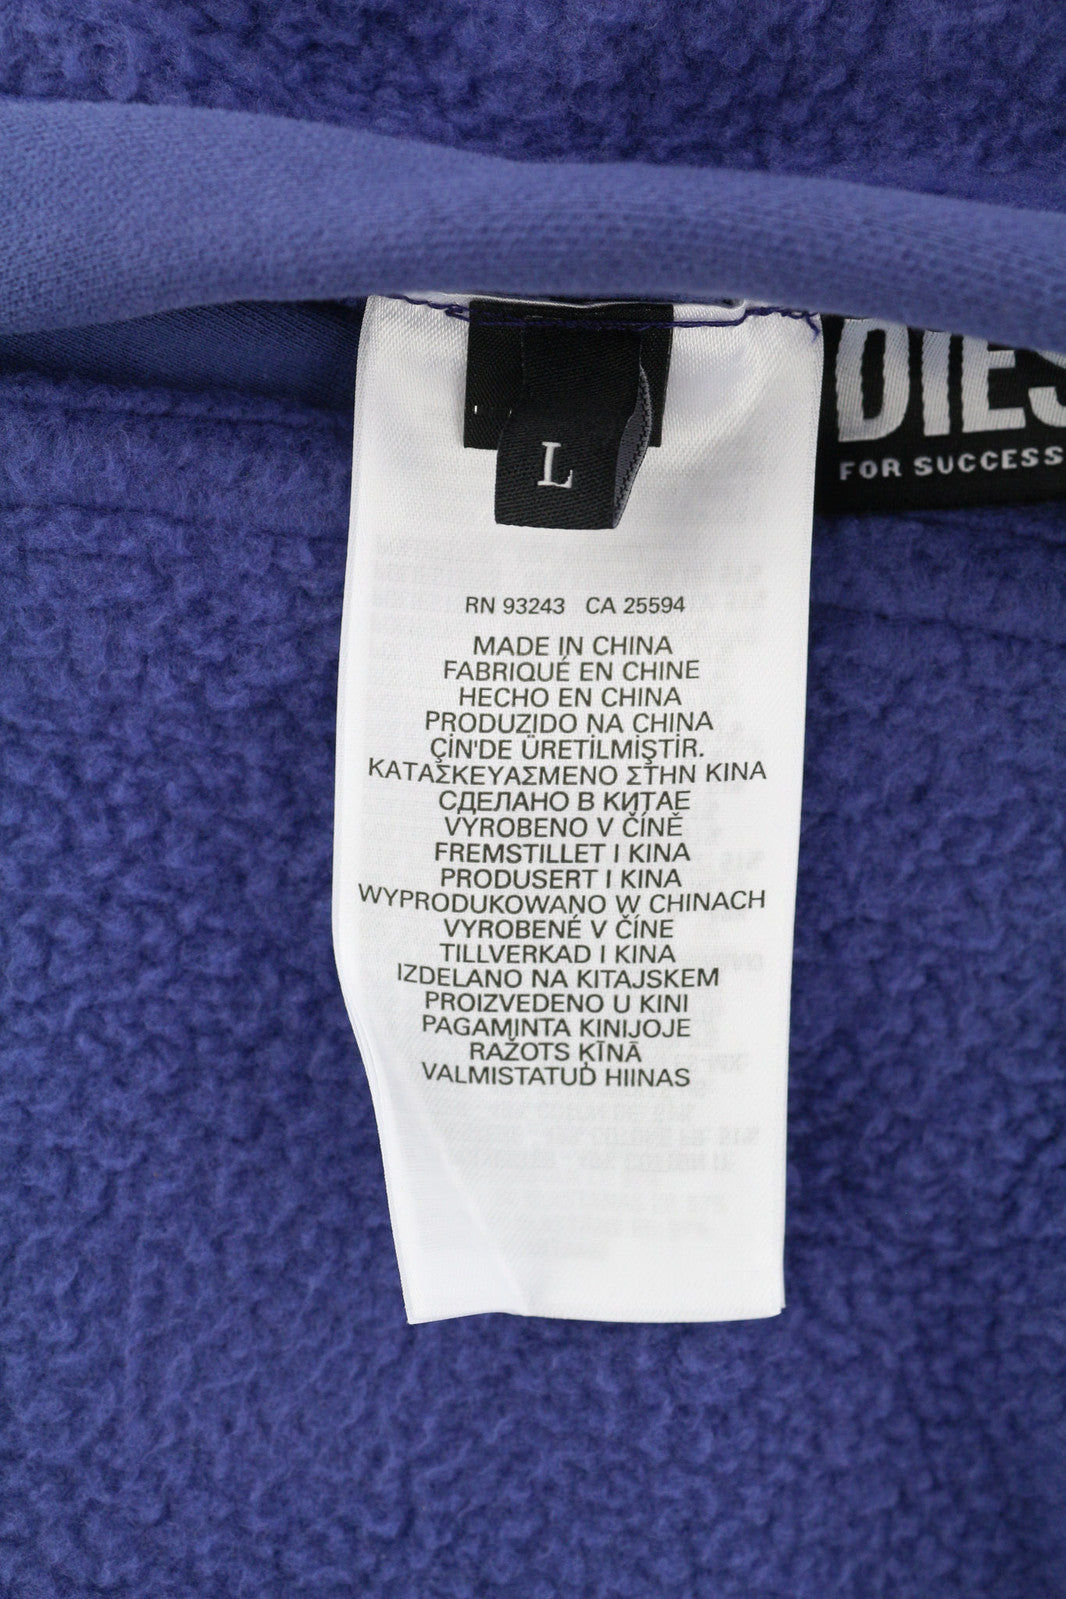 DIES
FOR SUCCESS
L
RN 93243 CA 25594
MADE IN CHINA
FABRIQUÉ EN CHINE
HECHO EN CHINA
PRODUZIDO NA CHINA
ÇİN'DE ÜRETİLMİŞTİR.
ΚΑΤΑΣΚΕΥΑΣΜΕΝΟ ΣΤΗΝ ΚΙΝΑ
СДЕЛАНО В КИТАЕ
VYROBENO V ČÍNĚ
FREMSTILLET I KINA
PRODUSERT I KINA
WYPRODUKOWANO W CHINACH
VYROBENÉ V ČÍNE
TILLVERKAD I KINA
IZDELANO NA KITAJSKEM
PROIZVEDENO U KINI
PAGAMINTA KINIJOJE
RAŽOTS ĶĪNĀ
VALMISTATUD HIINAS